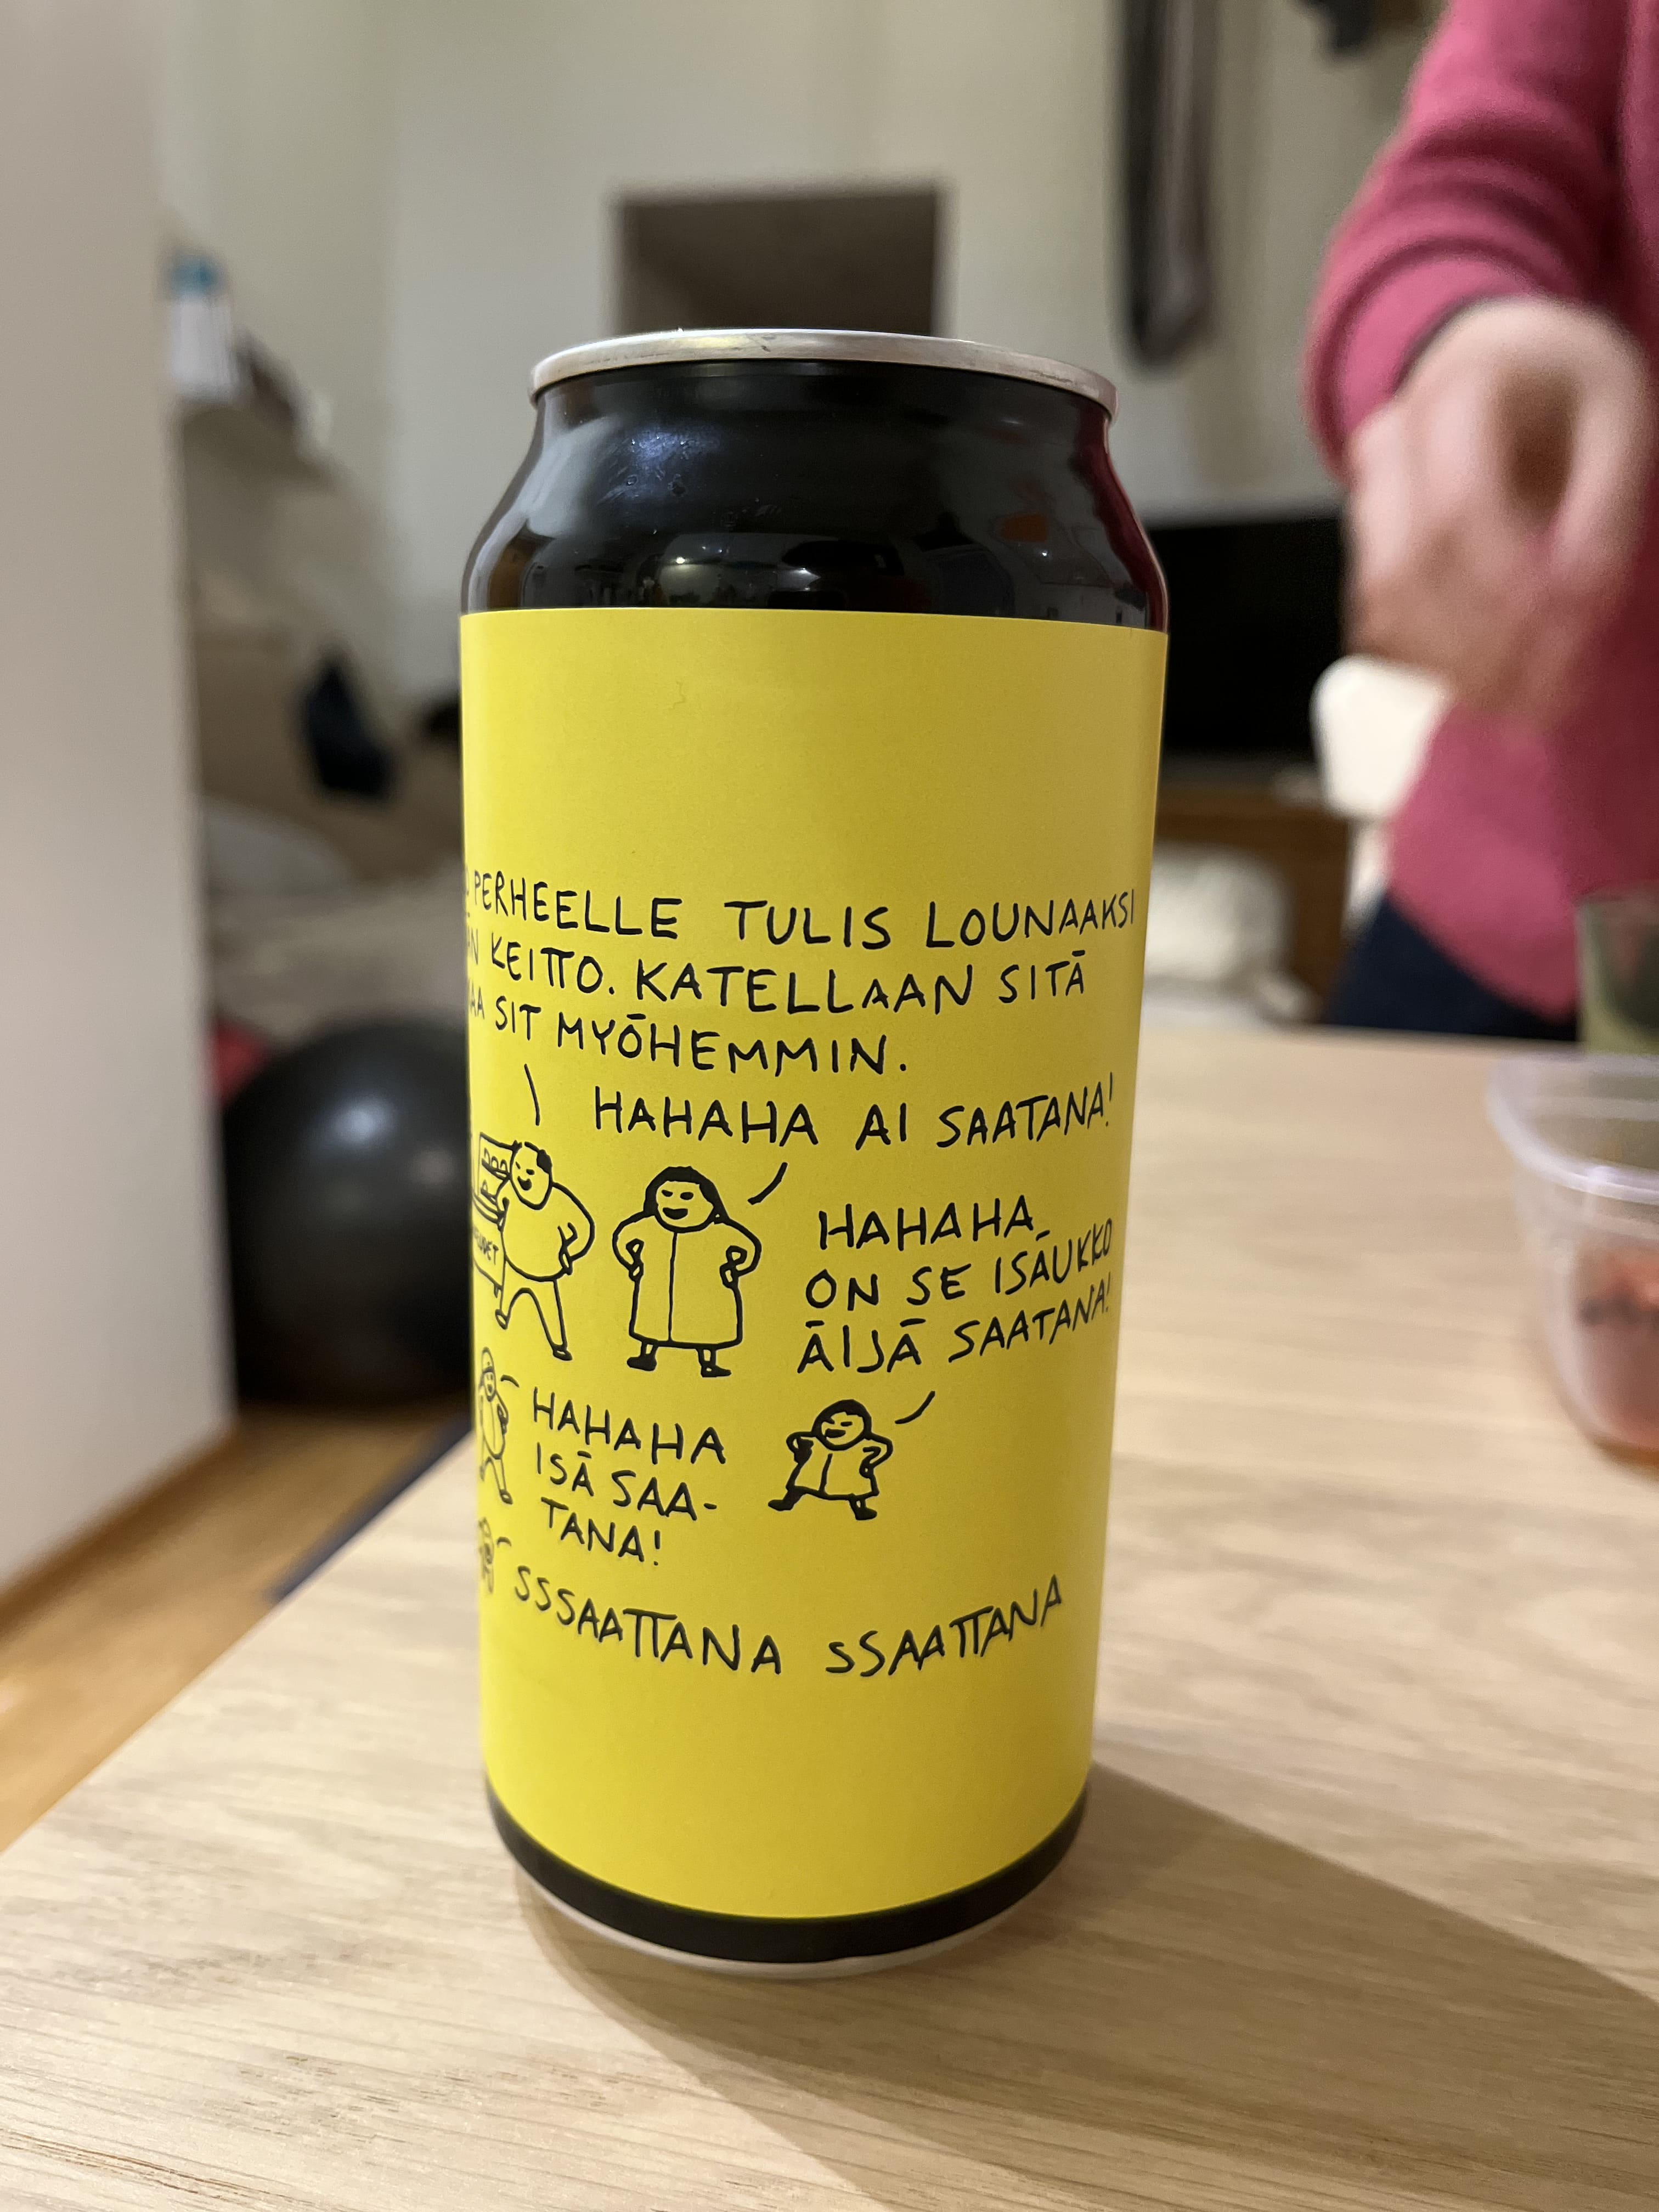 PERHEELLE TULIS LOUNAAKSI
KEITTO. KATELLAAN SITÄ
SIT MYÖHEMMIN.
HAHAHA AI SAATANA!
HAHAHA
ON SE ISÄUKKO
ÄIJÄ SAATANA!
HAHAHA
ISÄ SAA-
TANA!
SSSAATTANA SSAATTANA